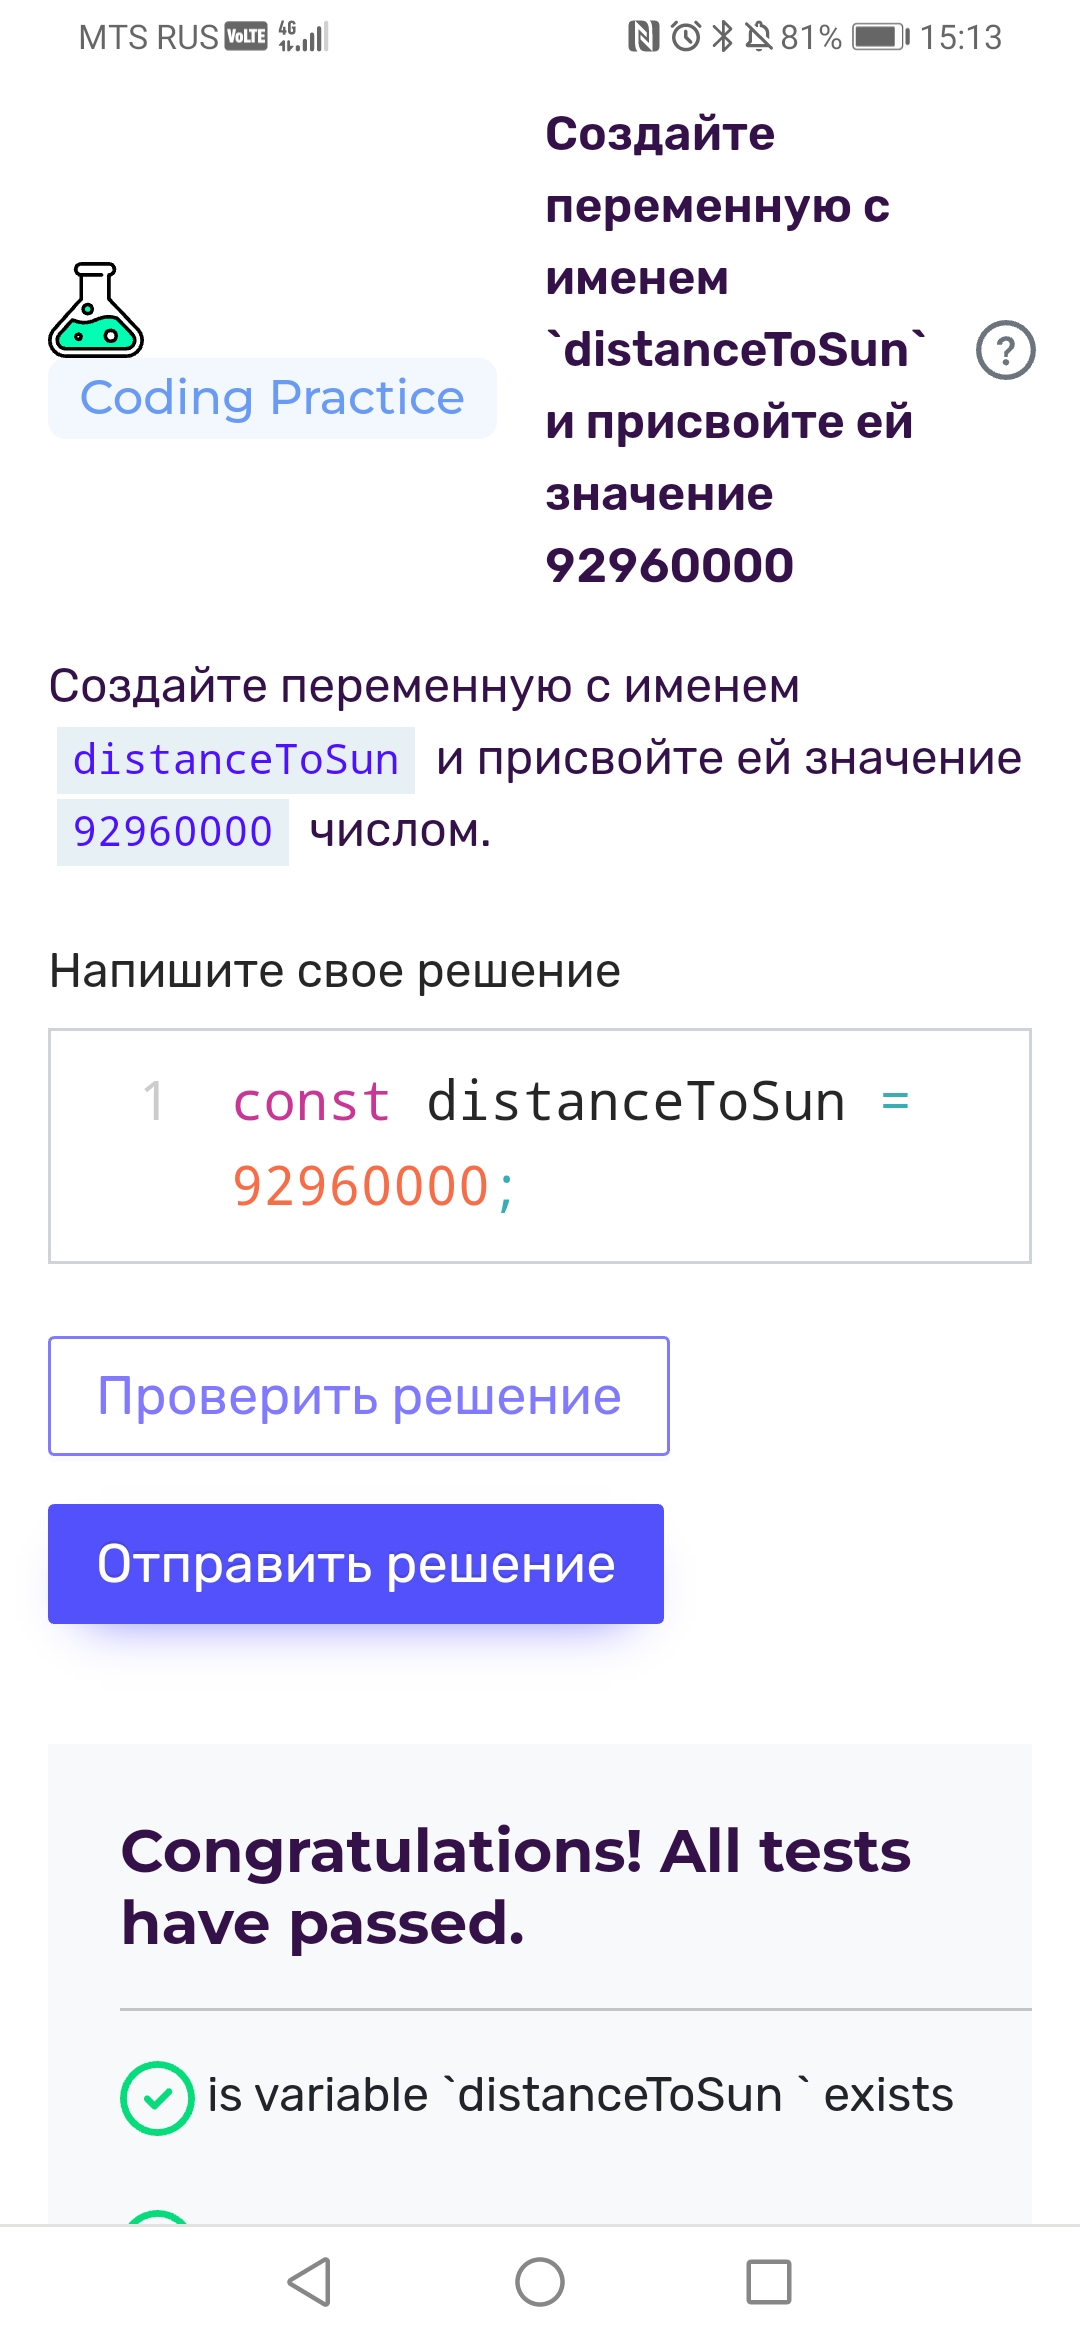 MTS RUS VoLTE 4G 81% 15:13
Создайте
переменную с
именем
`distanceToSun`
и присвойте ей
значение
92960000
?
Coding Practice
Создайте переменную с именем
distanceToSun и присвойте ей значение
92960000 числом.
Напишите свое решение
1 const distanceToSun =
92960000;
Проверить решение
Отправить решение
Congratulations! All tests
have passed.
is variable `distanceToSun ` exists